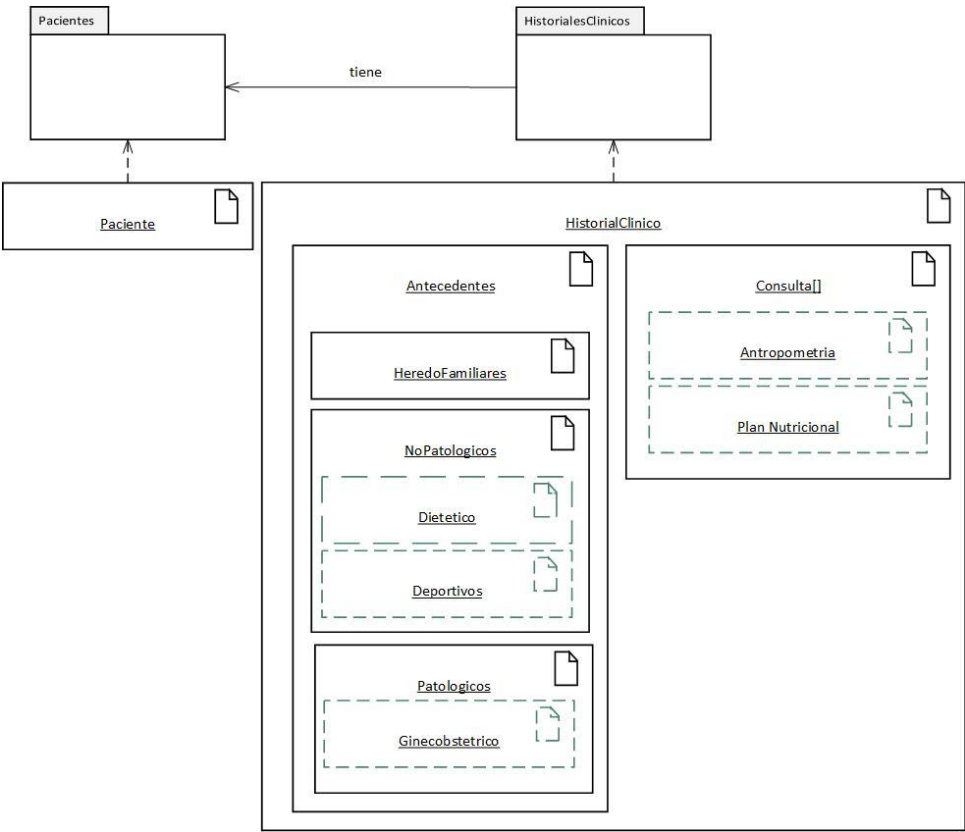 Pacientes
HistorialesClinicos
tiene
Paciente
HistorialClinico
Antecedentes
HeredoFamiliares
NoPatologicos
Dietetico
Deportivos
Patologicos
Ginecobstetrico
Consulta[]
Antropometria
Plan Nutricional